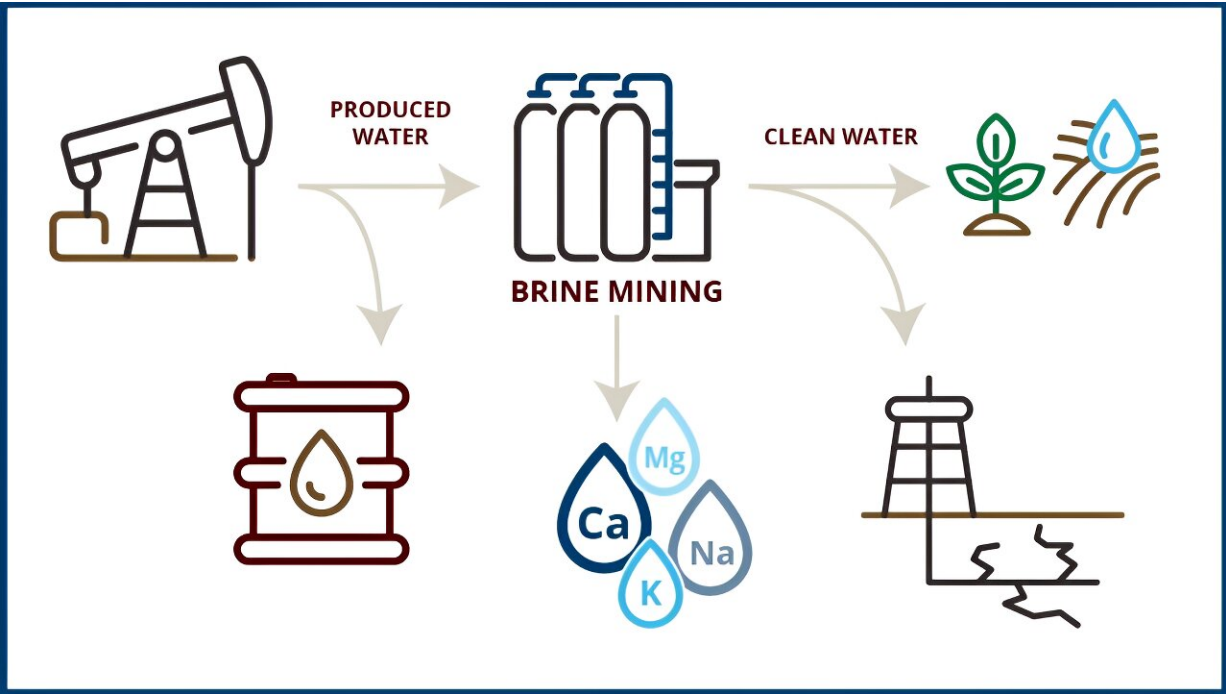 PRODUCED
WATER
CLEAN WATER
BRINE MINING
Mg
Ca
Na
K